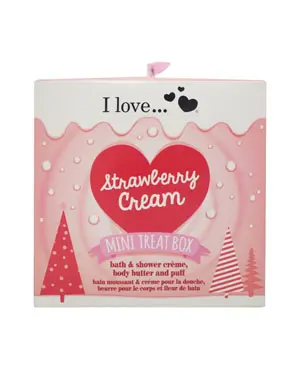 I love...
Strawberry
Cream
MINI TREAT BOX
bath & shower crème,
body butter and puff
bain moussant & crème pour la douche,
beurre pour le corps et fleur de bain